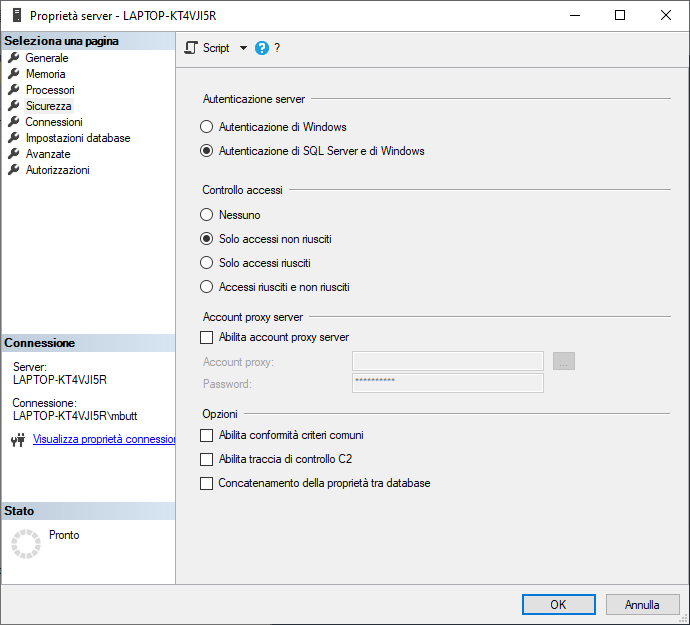 Proprietà server - LAPTOP-KT4VJI5R
Seleziona una pagina
Generale
Memoria
Processori
Sicurezza
Connessioni
Impostazioni database
Avanzate
Autorizzazioni
Script ?
Autenticazione server
Autenticazione di Windows
Autenticazione di SQL Server e di Windows
Controllo accessi
Nessuno
Solo accessi non riusciti
Solo accessi riusciti
Accessi riusciti e non riusciti
Account proxy server
Abilita account proxy server
Account proxy:
...
Password:
**********
Opzioni
Abilita conformità criteri comuni
Abilita traccia di controllo C2
Concatenamento della proprietà tra database
Connessione
Server:
LAPTOP-KT4VJI5R
Connessione:
LAPTOP-KT4VJI5R\mbutt
Visualizza proprietà connession
Stato
Pronto
OK
Annulla